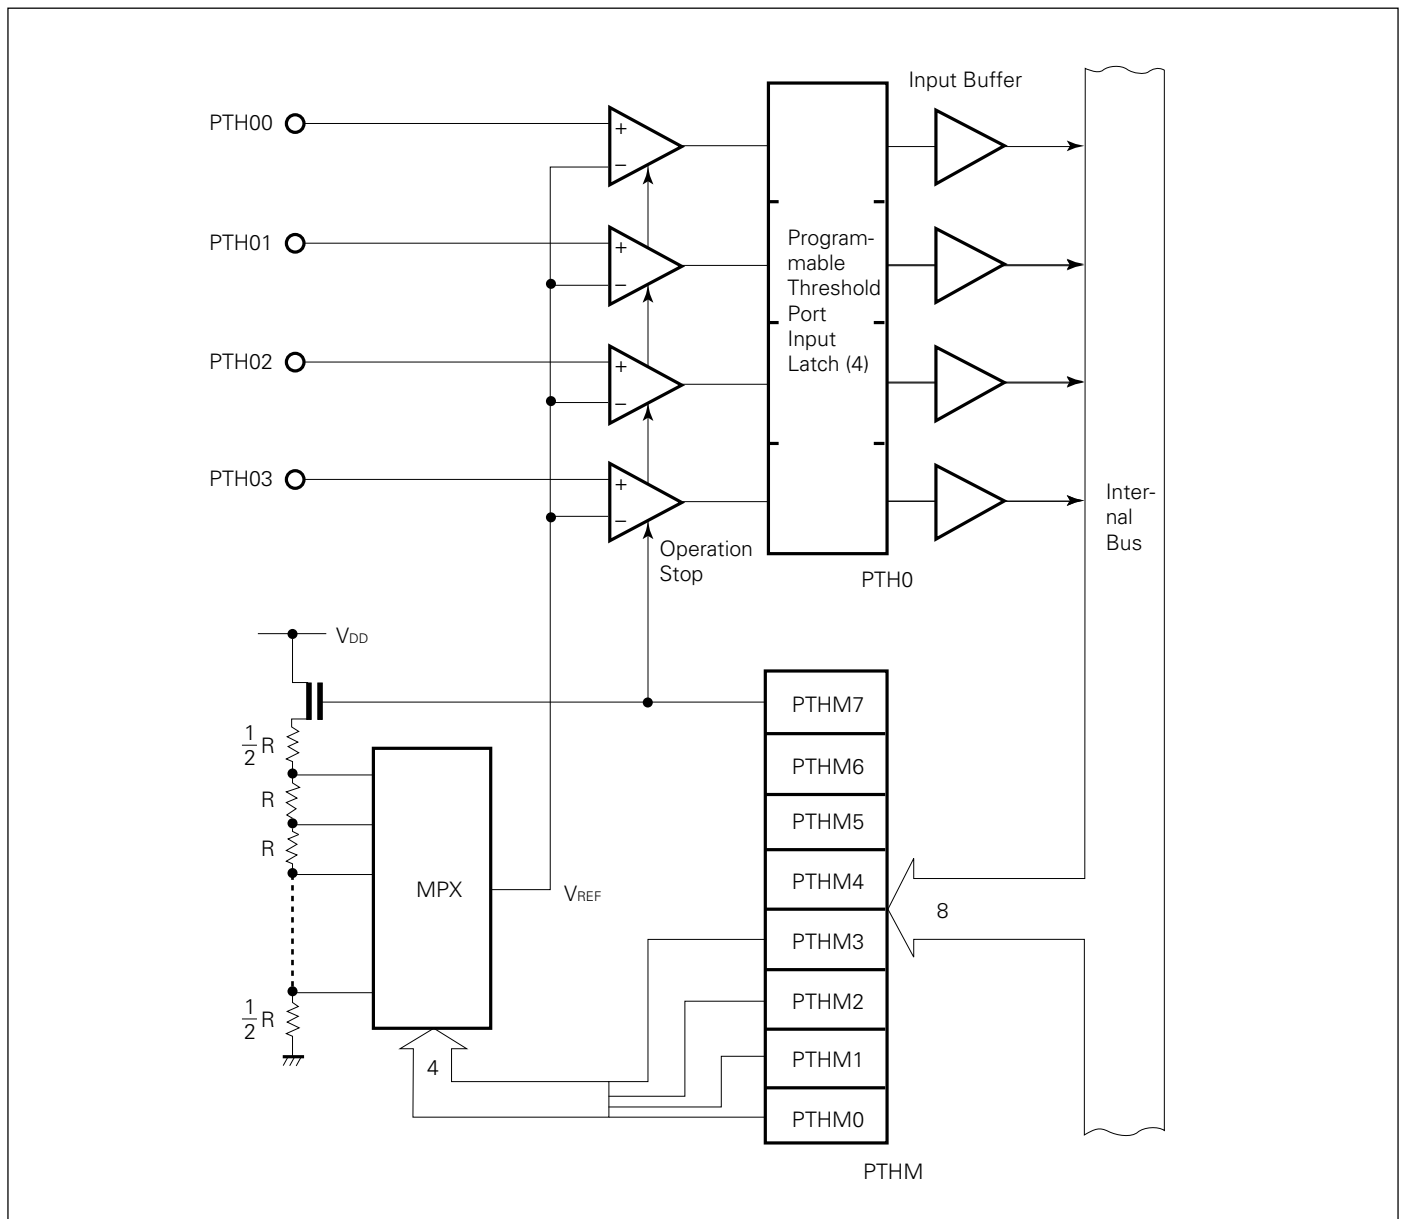 Input Buffer
PTH00
+
−
PTH01
+
−
Program-
mable
Threshold
Port
Input
Latch (4)
PTH02
+
−
PTH03
+
−
Inter-
nal
Bus
Operation
Stop
PTH0
VDD
PTHM7
1
2
R
PTHM6
R
PTHM5
R
MPX
VREF
PTHM4
8
PTHM3
1
2
R
PTHM2
4
PTHM1
PTHM0
PTHM